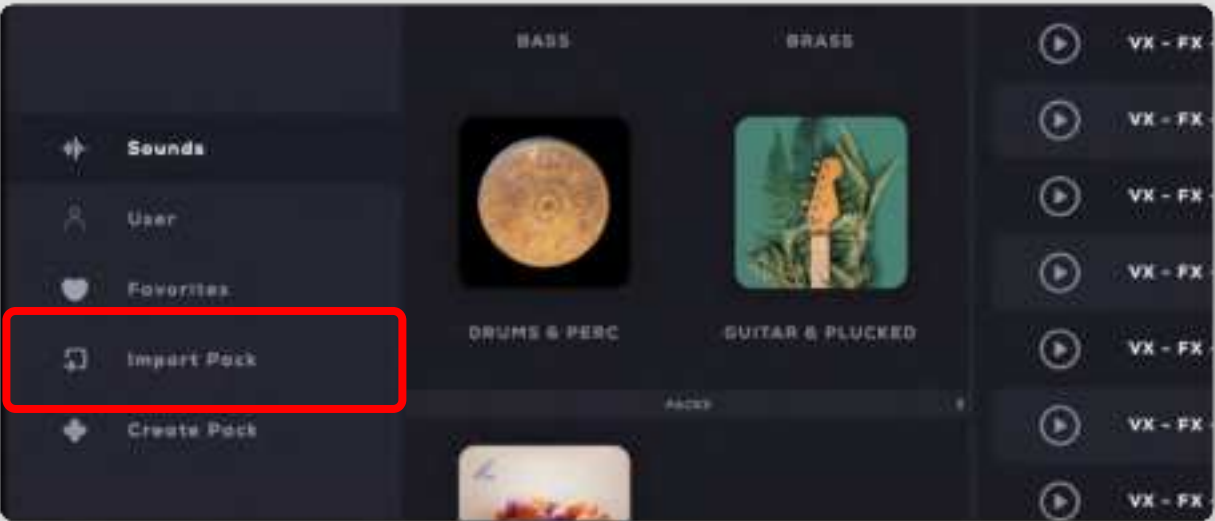 Sounds
User
Favorites
Import Pack
Create Pack
BASS
BRASS
DRUMS & PERC
GUITAR & PLUCKED
PACKS
VX - FX -
VX - FX -
VX - FX -
VX - FX -
VX - FX -
VX - FX -
VX - FX -